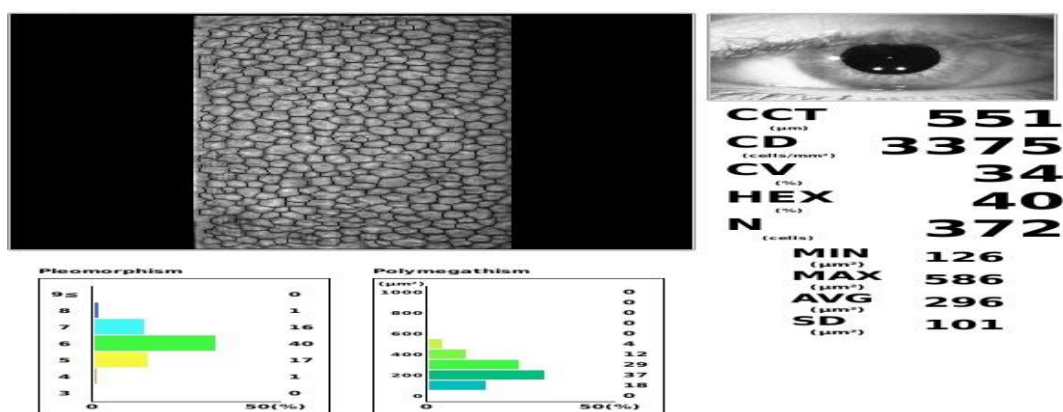 CCT (μm) 551
CD (cells/mm²) 3375
CV (%) 34
HEX (%) 40
N (cells) 372
MIN (μm²) 126
MAX (μm²) 586
AVG (μm²) 296
SD (μm²) 101
Pleomorphism
9≤ 0
8 1
7 16
6 40
5 17
4 1
3 0
0 50(%)
Polymegathism
(μm²)
1000 0
0
800 0
0
600 0
4
400 12
29
200 37
18
0 0
0 50(%)